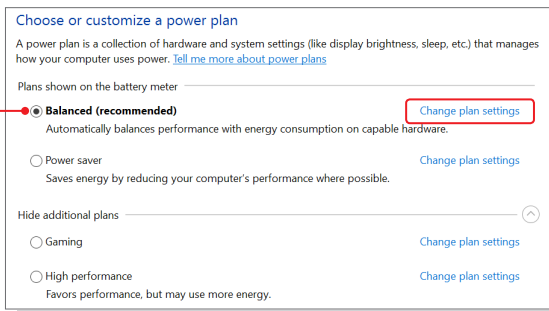 Choose or customize a power plan
A power plan is a collection of hardware and system settings (like display brightness, sleep, etc.) that manages
how your computer uses power. Tell me more about power plans
Plans shown on the battery meter
Balanced (recommended) Change plan settings
Automatically balances performance with energy consumption on capable hardware.
Power saver Change plan settings
Saves energy by reducing your computer's performance where possible.
Hide additional plans
Gaming Change plan settings
High performance Change plan settings
Favors performance, but may use more energy.